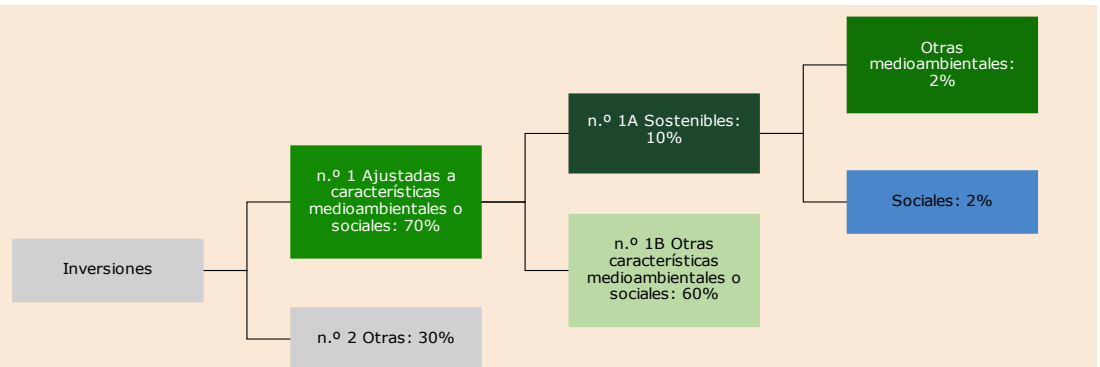 Inversiones
n.º 1 Ajustadas a
características
medioambientales o
sociales: 70%
n.º 2 Otras: 30%
n.º 1A Sostenibles:
10%
n.º 1B Otras
características
medioambientales o
sociales: 60%
Otras
medioambientales:
2%
Sociales: 2%